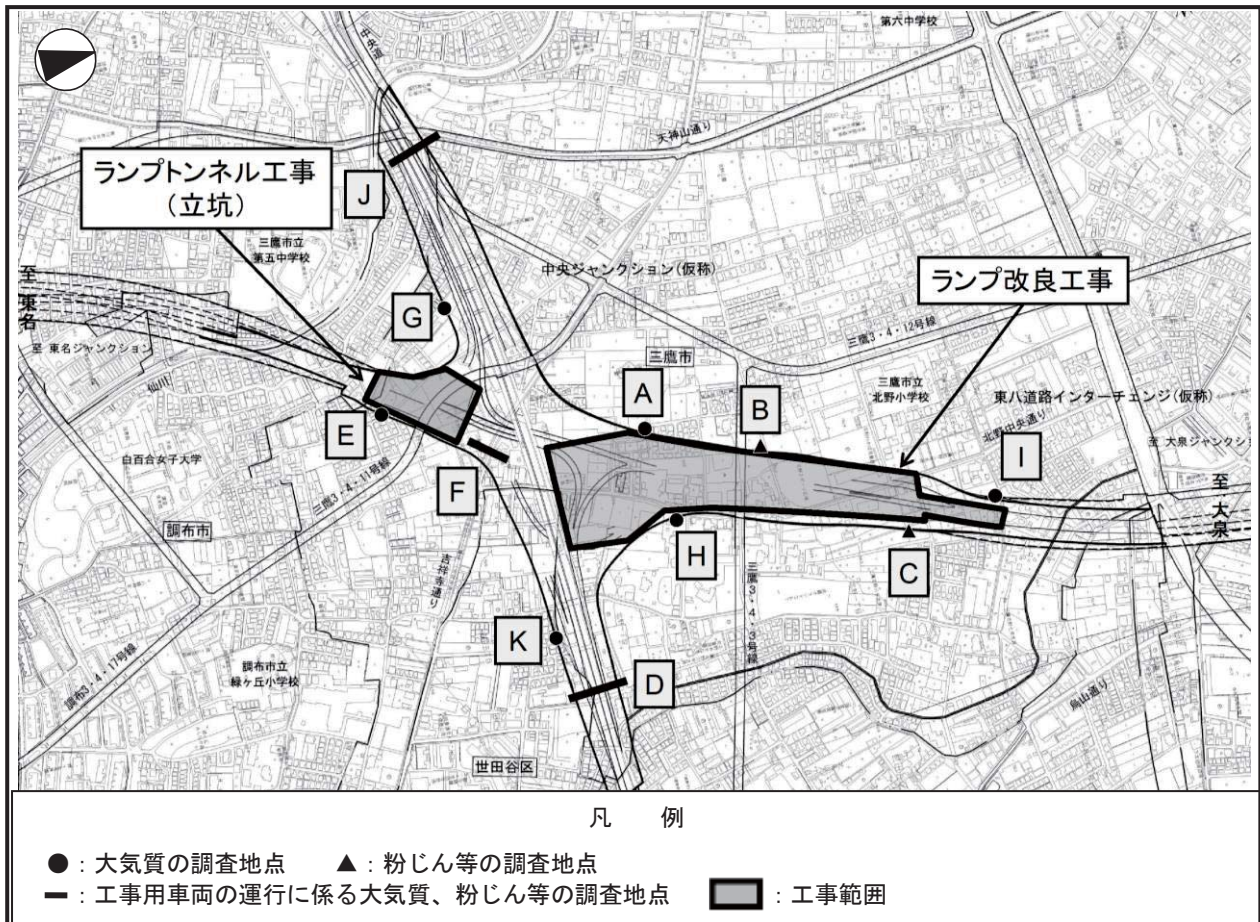 中央道
第六中学校
天神山通り
ランプトンネル工事
(立坑)
J
三鷹市立
第五中学校
中央ジャンクション(仮称)
ランプ改良工事
至 東名
至 東名ジャンクション
仙川
G
三鷹市
三鷹3・4・12号線
A
B
三鷹市立
北野小学校
東八道路インターチェンジ(仮称)
北野中央通り
至 大泉ジャンクシ
E
I
白百合女子大学
三鷹3・4・11号線
F
至 大泉
調布市
吉祥寺通り
H
C
三鷹3・4・3号線
K
D
調布3・4・17号線
調布市立
緑ヶ丘小学校
烏山通り
世田谷区
凡 例
●:大気質の調査地点 ▲:粉じん等の調査地点
━:工事用車両の運行に係る大気質、粉じん等の調査地点 :工事範囲